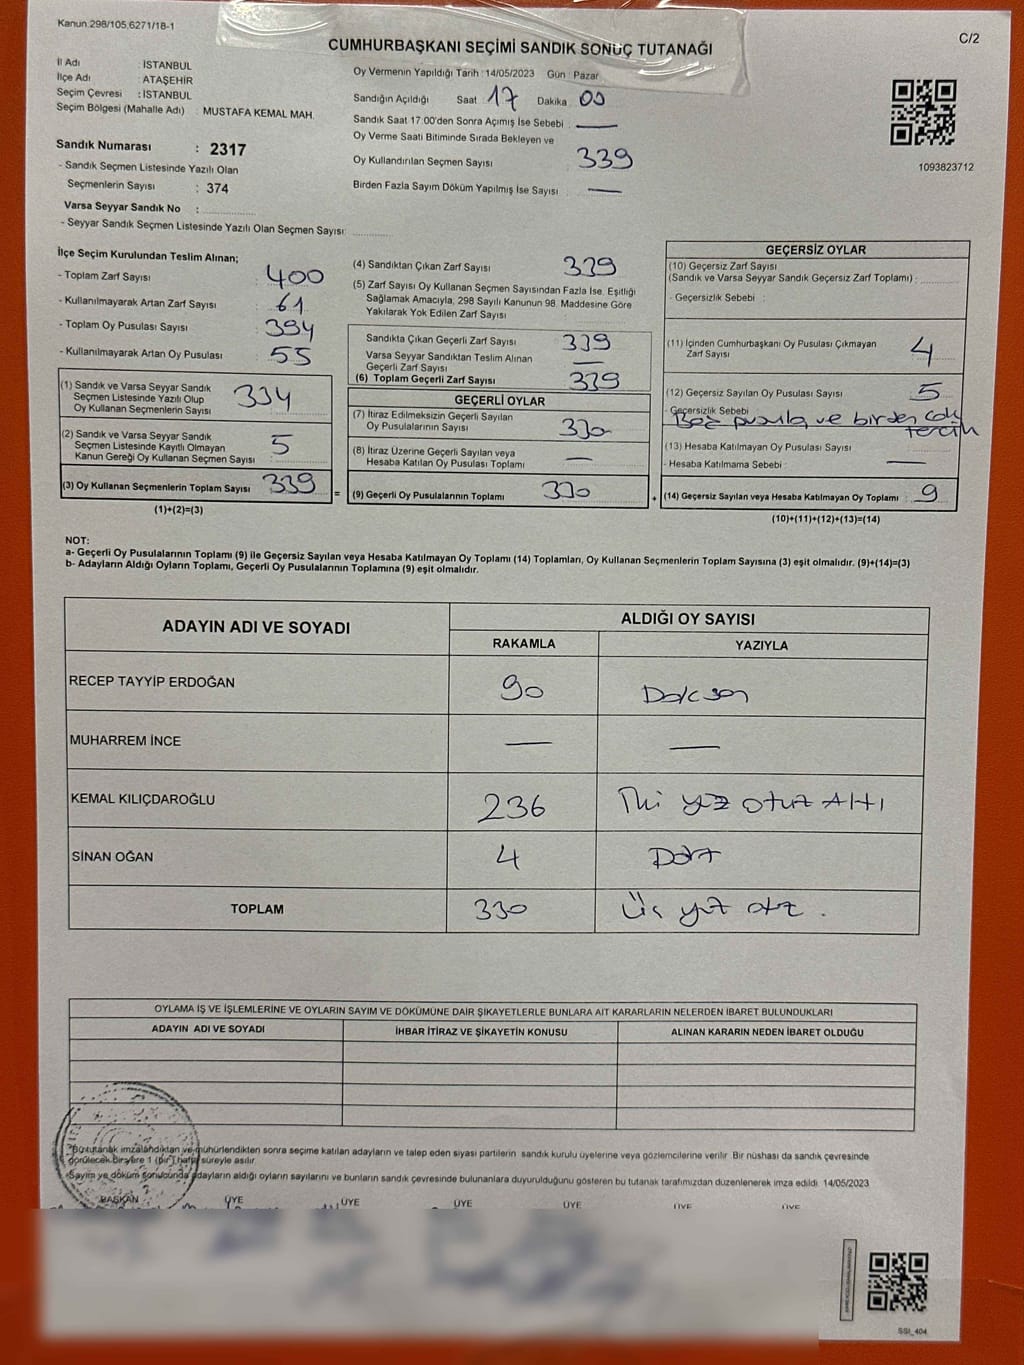 Kanun.298/105,6271/18-1
C/2
CUMHURBAŞKANI SEÇİMİ SANDIK SONUÇ TUTANAĞI
İl Adı : İSTANBUL
İlçe Adı : ATAŞEHİR
Seçim Çevresi : İSTANBUL
Seçim Bölgesi (Mahalle Adı) : MUSTAFA KEMAL MAH.
Sandık Numarası : 2317
- Sandık Seçmen Listesinde Yazılı Olan
Seçmenlerin Sayısı : 374
Varsa Seyyar Sandık No :
- Seyyar Sandık Seçmen Listesinde Yazılı Olan Seçmen Sayısı:
Oy Vermenin Yapıldığı Tarih : 14/05/2023 Gün : Pazar
Sandığın Açıldığı Saat : 17 Dakika : 00
Sandık Saat 17:00'den Sonra Açılmış İse Sebebi : —
Oy Verme Saati Bitiminde Sırada Bekleyen ve
Oy Kullandırılan Seçmen Sayısı 339
Birden Fazla Sayım Döküm Yapılmış İse Sayısı : —
1093823712
İlçe Seçim Kurulundan Teslim Alınan;
- Toplam Zarf Sayısı : 400
- Kullanılmayarak Artan Zarf Sayısı : 61
- Toplam Oy Pusulası Sayısı : 394
- Kullanılmayarak Artan Oy Pusulası : 55
(1) Sandık ve Varsa Seyyar Sandık
Seçmen Listesinde Yazılı Olup
Oy Kullanan Seçmenlerin Sayısı : 334
(2) Sandık ve Varsa Seyyar Sandık
Seçmen Listesinde Kayıtlı Olmayan
Kanun Gereği Oy Kullanan Seçmen Sayısı : 5
(3) Oy Kullanan Seçmenlerin Toplam Sayısı : 339
(1)+(2)=(3)
=
(4) Sandıktan Çıkan Zarf Sayısı : 339
(5) Zarf Sayısı Oy Kullanan Seçmen Sayısından Fazla İse, Eşitliği
Sağlamak Amacıyla, 298 Sayılı Kanunun 98. Maddesine Göre
Yakılarak Yok Edilen Zarf Sayısı :
Sandıkta Çıkan Geçerli Zarf Sayısı : 339
Varsa Seyyar Sandıktan Teslim Alınan
Geçerli Zarf Sayısı : —
(6) Toplam Geçerli Zarf Sayısı : 339
GEÇERLİ OYLAR
(7) İtiraz Edilmeksizin Geçerli Sayılan
Oy Pusulalarının Sayısı : 330
(8) İtiraz Üzerine Geçerli Sayılan veya
Hesaba Katılan Oy Pusulası Toplamı : —
(9) Geçerli Oy Pusulalarının Toplamı : 330
+
GEÇERSİZ OYLAR
(10) Geçersiz Zarf Sayısı
(Sandık ve Varsa Seyyar Sandık Geçersiz Zarf Toplamı) :
- Geçersizlik Sebebi :
(11) İçinden Cumhurbaşkanı Oy Pusulası Çıkmayan
Zarf Sayısı : 4
(12) Geçersiz Sayılan Oy Pusulası Sayısı : 5
- Geçersizlik Sebebi : Boş pusula ve birden çok
tercih
(13) Hesaba Katılmayan Oy Pusulası Sayısı :
- Hesaba Katılmama Sebebi : —
(14) Geçersiz Sayılan veya Hesaba Katılmayan Oy Toplamı : 9
(10)+(11)+(12)+(13)=(14)
NOT:
a- Geçerli Oy Pusulalarının Toplamı (9) ile Geçersiz Sayılan veya Hesaba Katılmayan Oy Toplamı (14) Toplamları, Oy Kullanan Seçmenlerin Toplam Sayısına (3) eşit olmalıdır. (9)+(14)=(3)
b- Adayların Aldığı Oyların Toplamı, Geçerli Oy Pusulalarının Toplamına (9) eşit olmalıdır.
ADAYIN ADI VE SOYADI ALDIĞI OY SAYISI
RAKAMLA YAZIYLA
RECEP TAYYİP ERDOĞAN 90 Doksan
MUHARREM İNCE — —
KEMAL KILIÇDAROĞLU 236 İki yüz otuz Altı
SİNAN OĞAN 4 Dört
TOPLAM 330 Üç yüz otuz.
OYLAMA İŞ VE İŞLEMLERİNE VE OYLARIN SAYIM VE DÖKÜMÜNE DAİR ŞİKAYETLERLE BUNLARA AİT KARARLARIN NELERDEN İBARET BULUNDUKLARI
ADAYIN ADI VE SOYADI İHBAR İTİRAZ VE ŞİKAYETİN KONUSU ALINAN KARARIN NEDEN İBARET OLDUĞU
*Bu tutanak imzalandıktan ve mühürlendikten sonra seçime katılan adayların ve talep eden siyasi partilerin sandık kurulu üyelerine veya gözlemcilerine verilir. Bir nüshası da sandık çevresinde
görülecek bir yere 1 (bir) hafta süreyle asılır.
*Sayım ve döküm sonucunda adayların aldığı oyların sayılarını ve bunların sandık çevresinde bulunanlara duyurulduğunu gösteren bu tutanak tarafımızdan düzenlenerek imza edildi. 14/05/2023
BAŞKAN ÜYE ÜYE ÜYE ÜYE ÜYE ÜYE
SSI_404